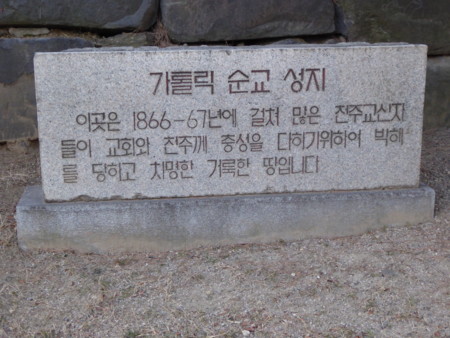 가톨릭 순교 성지
이곳은 1866-67년에 걸쳐 많은 천주교신자
들이 교회와 천주께 충성을 다하기위하여 박해
를 당하고 치명한 거룩한 땅입니다